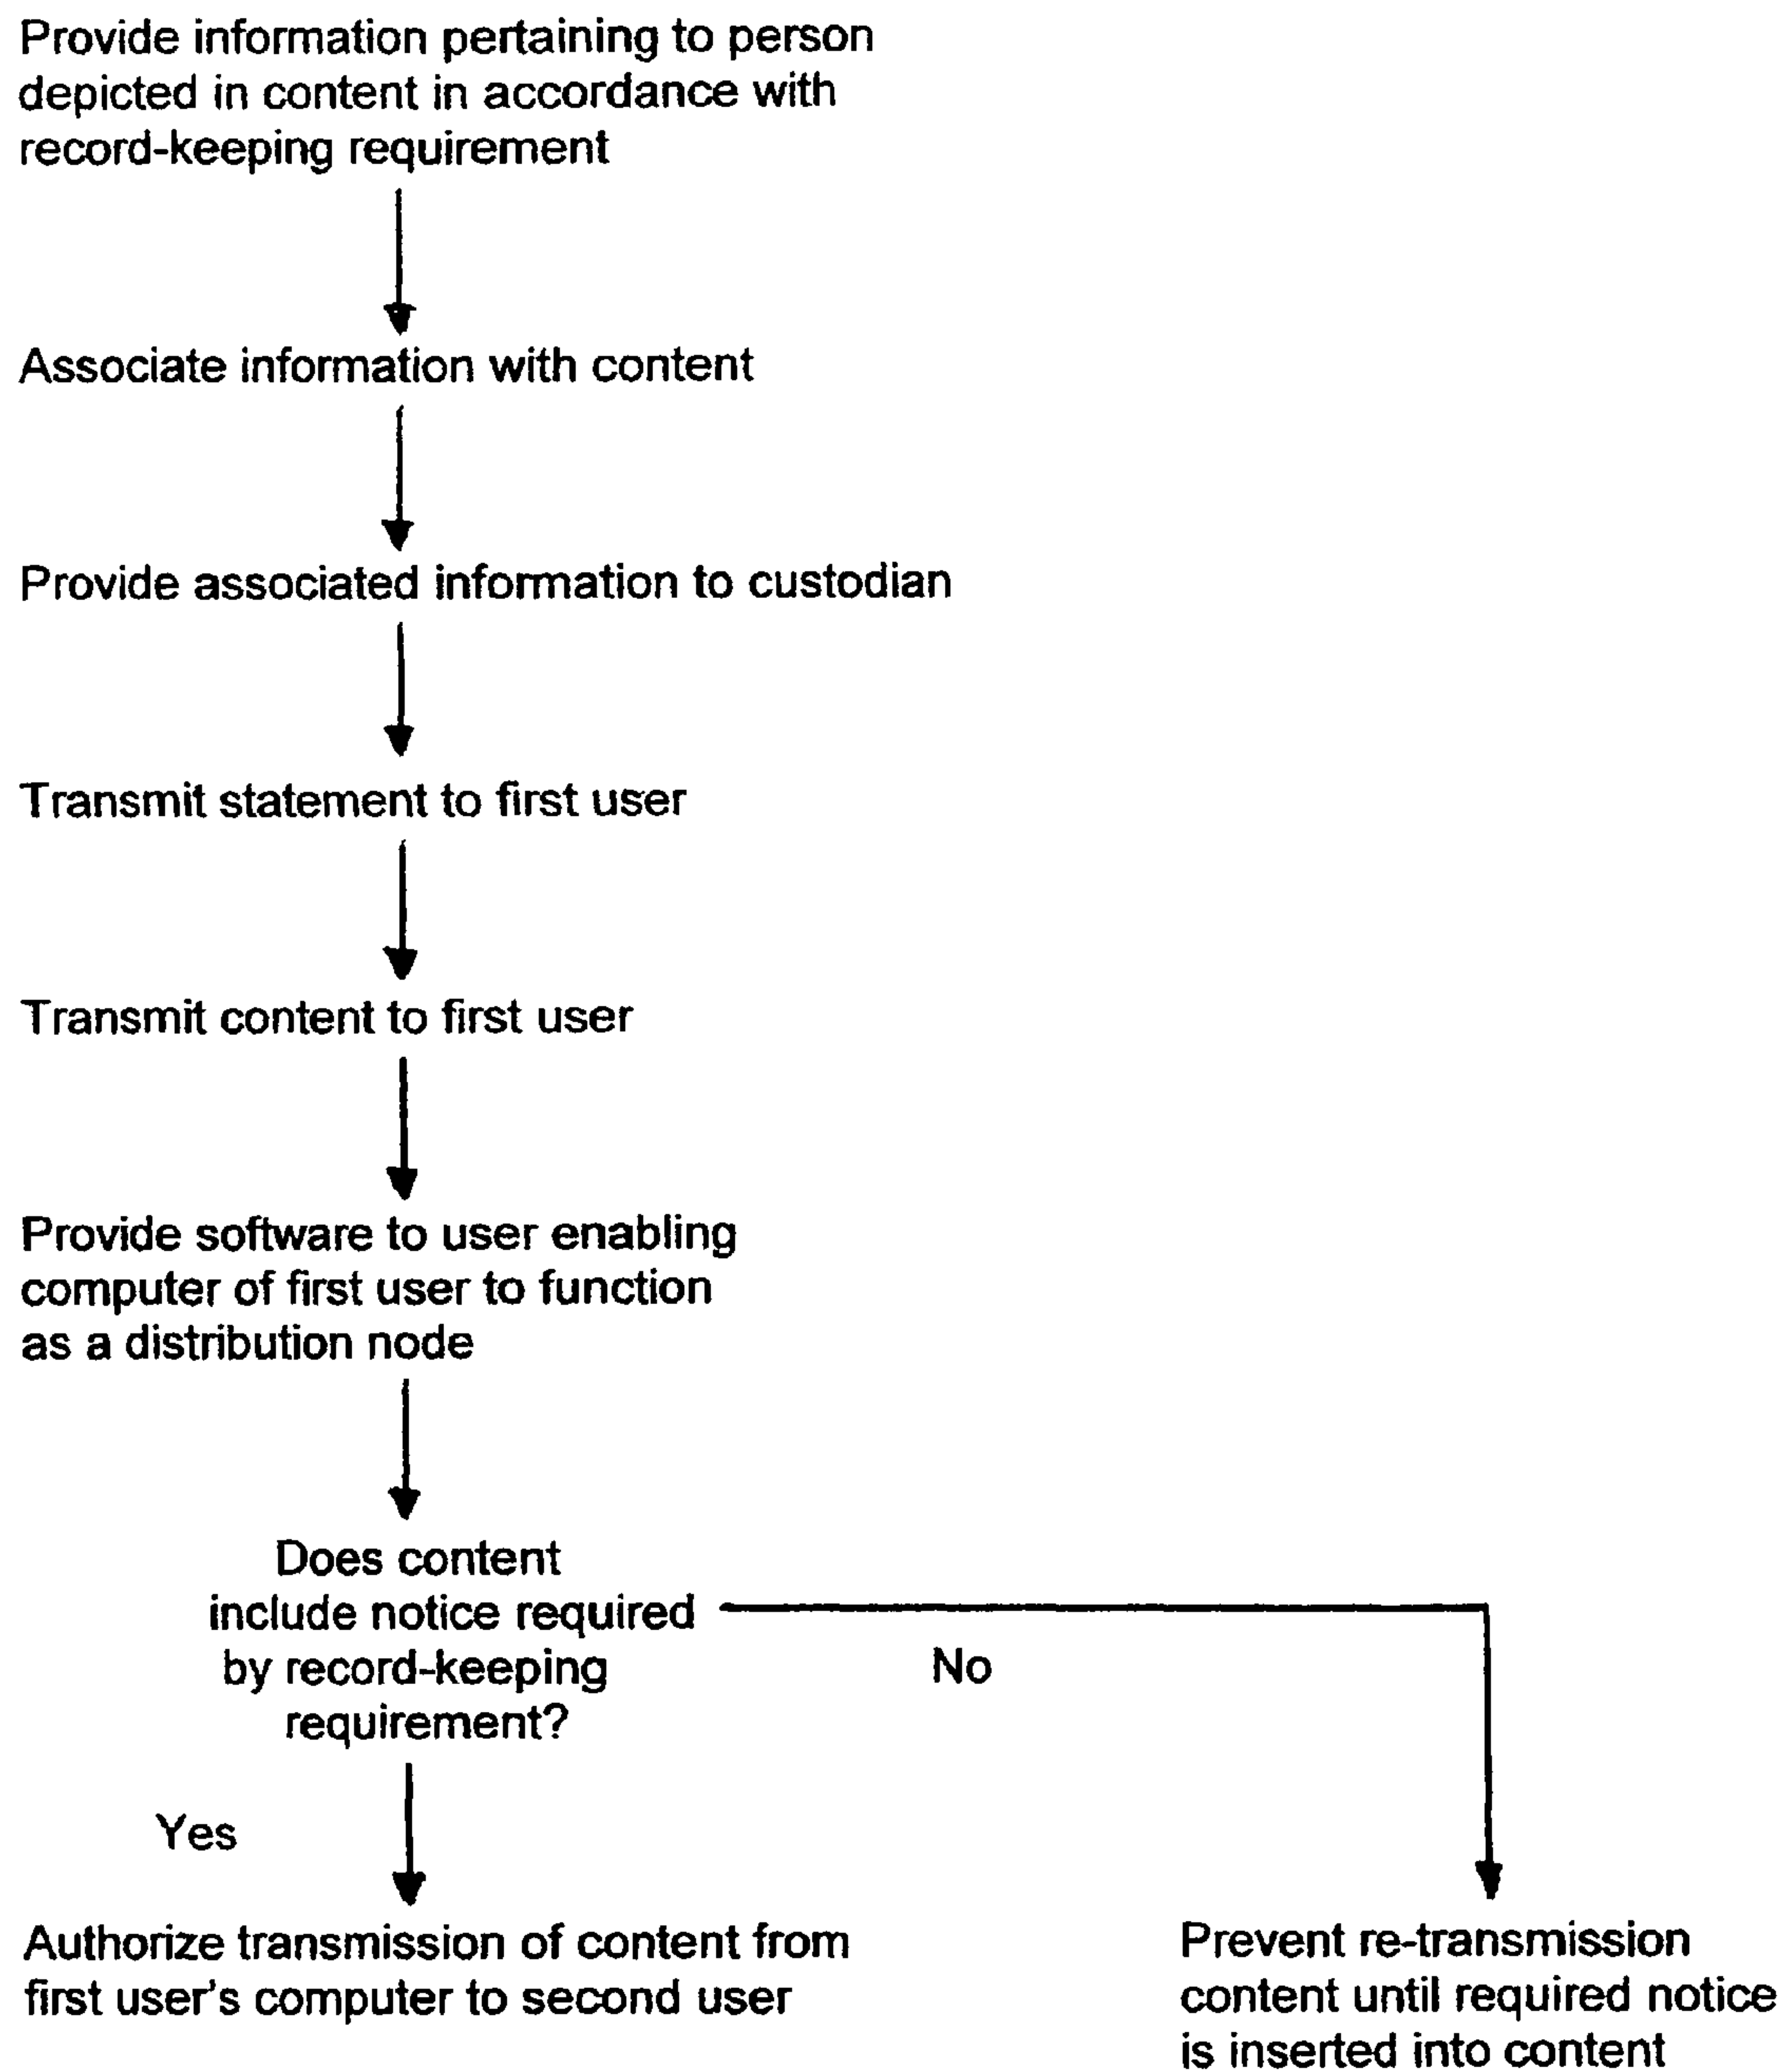 Provide information pertaining to person
depicted in content in accordance with
record-keeping requirement
Associate information with content
Provide associated information to custodian
Transmit statement to first user
Transmit content to first user
Provide software to user enabling
computer of first user to function
as a distribution node
Does content
include notice required
by record-keeping
requirement?
No
Yes
Authorize transmission of content from
first user's computer to second user
Prevent re-transmission
content until required notice
is inserted into content